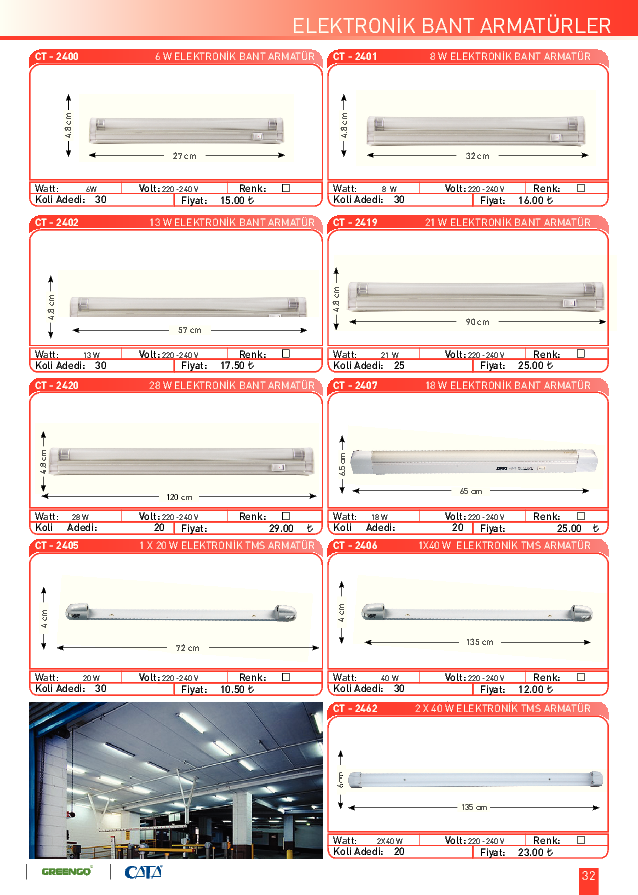 ELEKTRONİK BANT ARMATÜRLER
CT - 2400 6 W ELEKTRONİK BANT ARMATÜR
4.8 cm
27 cm
Watt: 6W Volt: 220 -240 V Renk:
Koli Adedi: 30 Fiyat: 15.00 ₺
CT - 2401 8 W ELEKTRONİK BANT ARMATÜR
4.8 cm
32 cm
Watt: 8 W Volt: 220 -240 V Renk:
Koli Adedi: 30 Fiyat: 16.00 ₺
CT - 2402 13 W ELEKTRONİK BANT ARMATÜR
4.8 cm
57 cm
Watt: 13 W Volt: 220 -240 V Renk:
Koli Adedi: 30 Fiyat: 17.50 ₺
CT - 2419 21 W ELEKTRONİK BANT ARMATÜR
4.8 cm
90 cm
Watt: 21 W Volt: 220 -240 V Renk:
Koli Adedi: 25 Fiyat: 25.00 ₺
CT - 2420 28 W ELEKTRONİK BANT ARMATÜR
4.8 cm
120 cm
Watt: 28 W Volt: 220 -240 V Renk:
Koli Adedi: 20 Fiyat: 29.00 ₺
CT - 2407 18 W ELEKTRONİK BANT ARMATÜR
6.5 cm
65 cm
Watt: 18 W Volt: 220 -240 V Renk:
Koli Adedi: 20 Fiyat: 25.00 ₺
CT - 2405 1 X 20 W ELEKTRONİK TMS ARMATÜR
4 cm
72 cm
Watt: 20 W Volt: 220 -240 V Renk:
Koli Adedi: 30 Fiyat: 10.50 ₺
CT - 2406 1X40 W ELEKTRONİK TMS ARMATÜR
4 cm
135 cm
Watt: 40 W Volt: 220 -240 V Renk:
Koli Adedi: 30 Fiyat: 12.00 ₺
CT - 2462 2 X 40 W ELEKTRONİK TMS ARMATÜR
6 cm
135 cm
Watt: 2X40 W Volt: 220 -240 V Renk:
Koli Adedi: 20 Fiyat: 23.00 ₺
GREENGO CATA
32